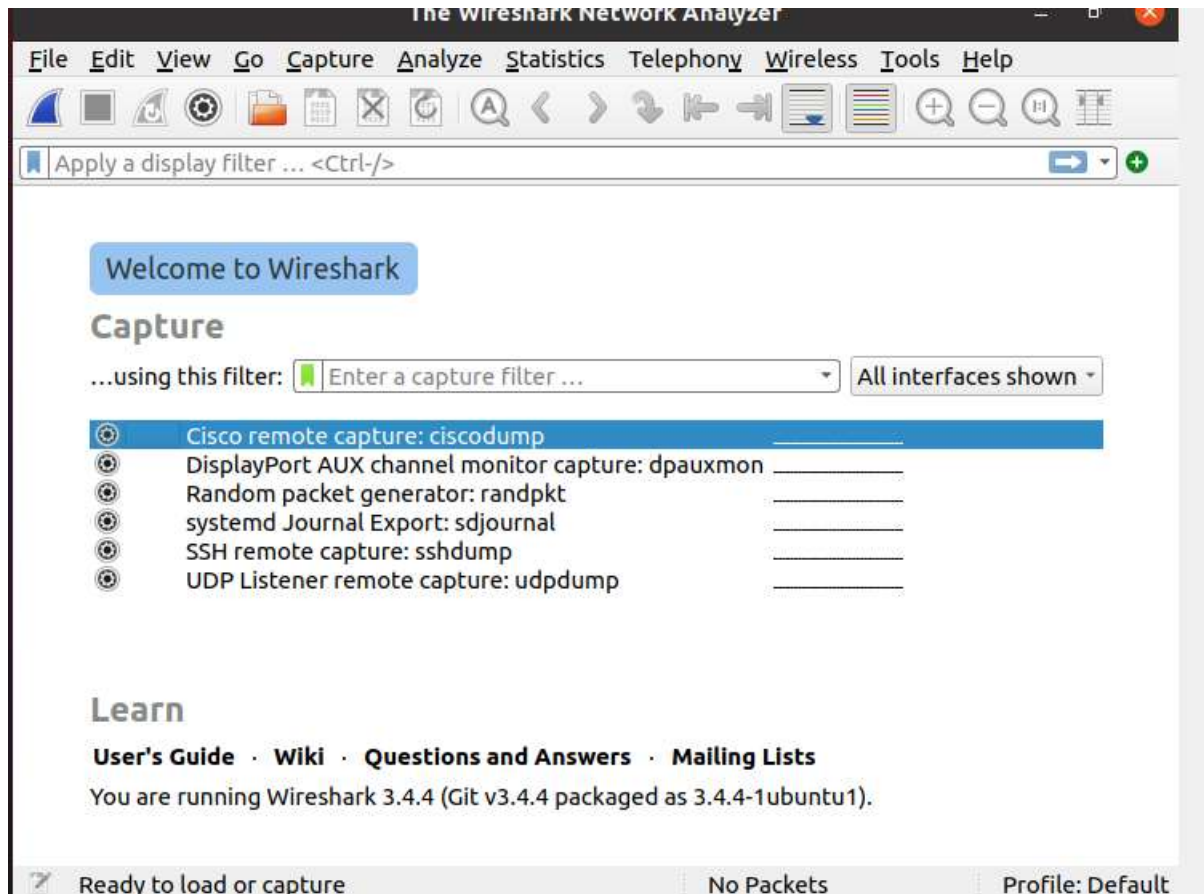 The Wireshark Network Analyzer
File Edit View Go Capture Analyze Statistics Telephony Wireless Tools Help
Apply a display filter … <Ctrl-/>
Welcome to Wireshark
Capture
…using this filter: Enter a capture filter … All interfaces shown
Cisco remote capture: ciscodump
DisplayPort AUX channel monitor capture: dpauxmon
Random packet generator: randpkt
systemd Journal Export: sdjournal
SSH remote capture: sshdump
UDP Listener remote capture: udpdump
Learn
User's Guide · Wiki · Questions and Answers · Mailing Lists
You are running Wireshark 3.4.4 (Git v3.4.4 packaged as 3.4.4-1ubuntu1).
Ready to load or capture No Packets Profile: Default